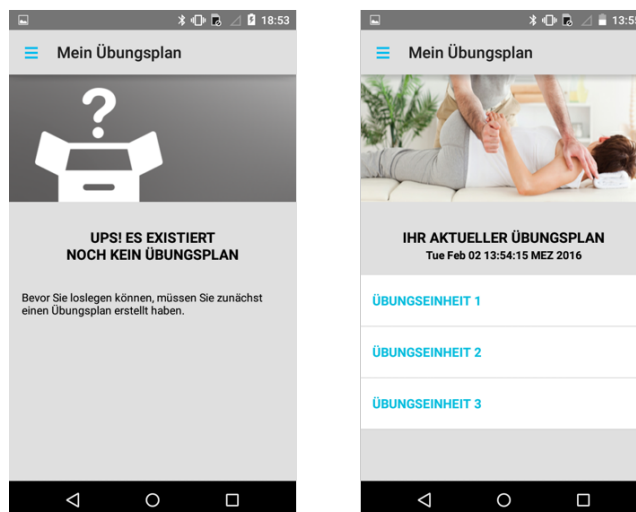 18:53
Mein Übungsplan
?
UPS! ES EXISTIERT
NOCH KEIN ÜBUNGSPLAN
Bevor Sie loslegen können, müssen Sie zunächst
einen Übungsplan erstellt haben.
13:55
Mein Übungsplan
IHR AKTUELLER ÜBUNGSPLAN
Tue Feb 02 13:54:15 MEZ 2016
ÜBUNGSEINHEIT 1
ÜBUNGSEINHEIT 2
ÜBUNGSEINHEIT 3